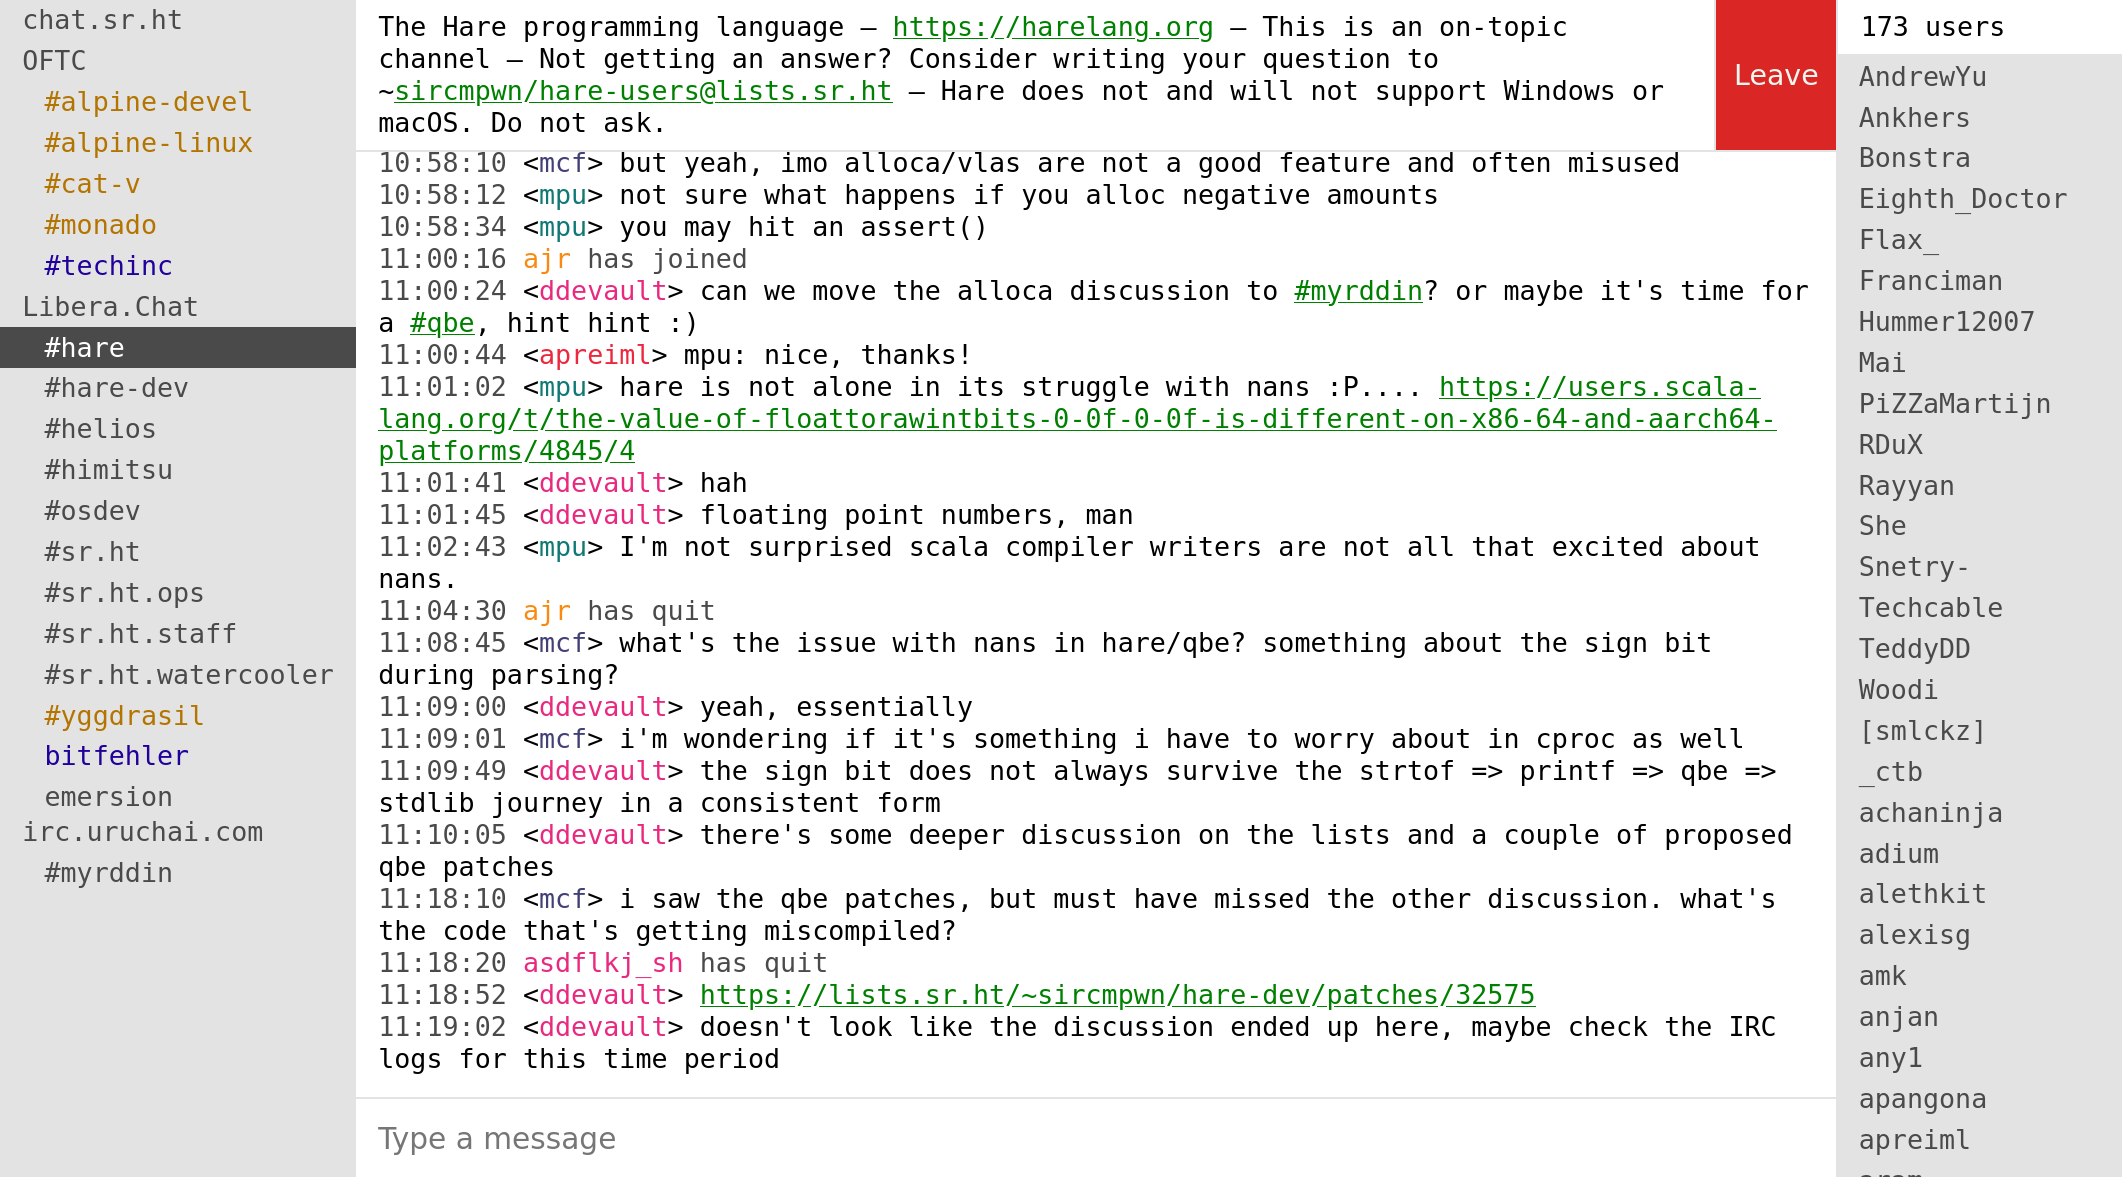 chat.sr.ht
OFTC
#alpine-devel
#alpine-linux
#cat-v
#monado
#techinc
Libera.Chat
#hare
#hare-dev
#helios
#himitsu
#osdev
#sr.ht
#sr.ht.ops
#sr.ht.staff
#sr.ht.watercooler
#yggdrasil
bitfehler
emersion
irc.uruchai.com
#myrddin
The Hare programming language — https://harelang.org — This is an on-topic
channel — Not getting an answer? Consider writing your question to
~sircmpwn/hare-users@lists.sr.ht — Hare does not and will not support Windows or
macOS. Do not ask.
Leave
10:58:10 <mcf> but yeah, imo alloca/vlas are not a good feature and often misused
10:58:12 <mpu> not sure what happens if you alloc negative amounts
10:58:34 <mpu> you may hit an assert()
11:00:16 ajr has joined
11:00:24 <ddevault> can we move the alloca discussion to #myrddin? or maybe it's time for
a #qbe, hint hint :)
11:00:44 <apreiml> mpu: nice, thanks!
11:01:02 <mpu> hare is not alone in its struggle with nans :P.... https://users.scala-
lang.org/t/the-value-of-floattorawintbits-0-0f-0-0f-is-different-on-x86-64-and-aarch64-
platforms/4845/4
11:01:41 <ddevault> hah
11:01:45 <ddevault> floating point numbers, man
11:02:43 <mpu> I'm not surprised scala compiler writers are not all that excited about
nans.
11:04:30 ajr has quit
11:08:45 <mcf> what's the issue with nans in hare/qbe? something about the sign bit
during parsing?
11:09:00 <ddevault> yeah, essentially
11:09:01 <mcf> i'm wondering if it's something i have to worry about in cproc as well
11:09:49 <ddevault> the sign bit does not always survive the strtof => printf => qbe =>
stdlib journey in a consistent form
11:10:05 <ddevault> there's some deeper discussion on the lists and a couple of proposed
qbe patches
11:18:10 <mcf> i saw the qbe patches, but must have missed the other discussion. what's
the code that's getting miscompiled?
11:18:20 asdflkj_sh has quit
11:18:52 <ddevault> https://lists.sr.ht/~sircmpwn/hare-dev/patches/32575
11:19:02 <ddevault> doesn't look like the discussion ended up here, maybe check the IRC
logs for this time period
Type a message
173 users
AndrewYu
Ankhers
Bonstra
Eighth_Doctor
Flax_
Franciman
Hummer12007
Mai
PiZZaMartijn
RDuX
Rayyan
She
Snetry-
Techcable
TeddyDD
Woodi
[smlckz]
_ctb
achaninja
adium
alethkit
alexisg
amk
anjan
any1
apangona
apreiml